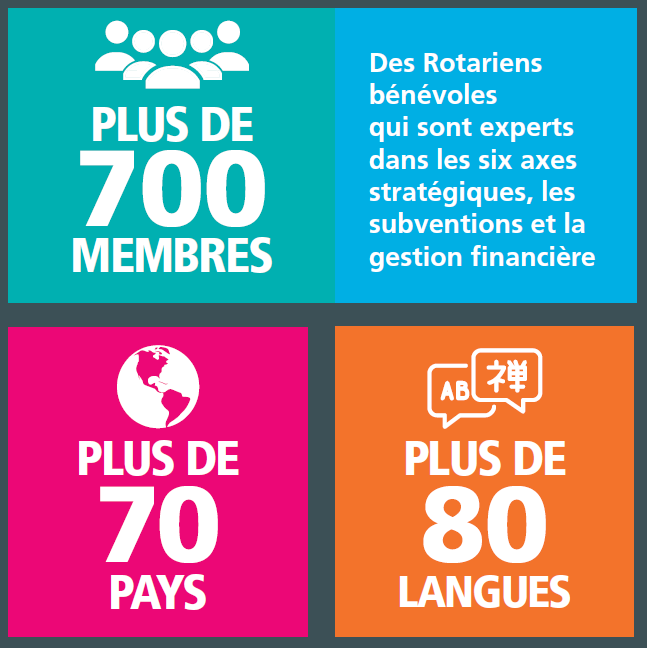 PLUS DE
700
MEMBRES
Des Rotariens
bénévoles
qui sont experts
dans les six axes
stratégiques, les
subventions et la
gestion financière
PLUS DE
70
PAYS
AB 禅
PLUS DE
80
LANGUES